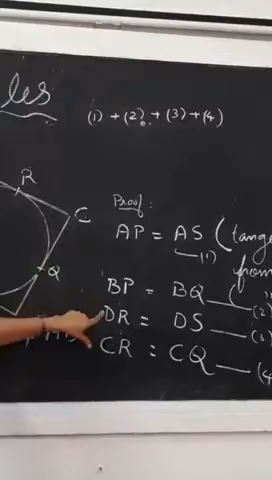 les
(1) + (2) + (3) + (4)
R
C
Q
Proof:
AP = AS (tange
(1)
from
BP = BQ (2)
DR = DS (3)
CR = CQ (4